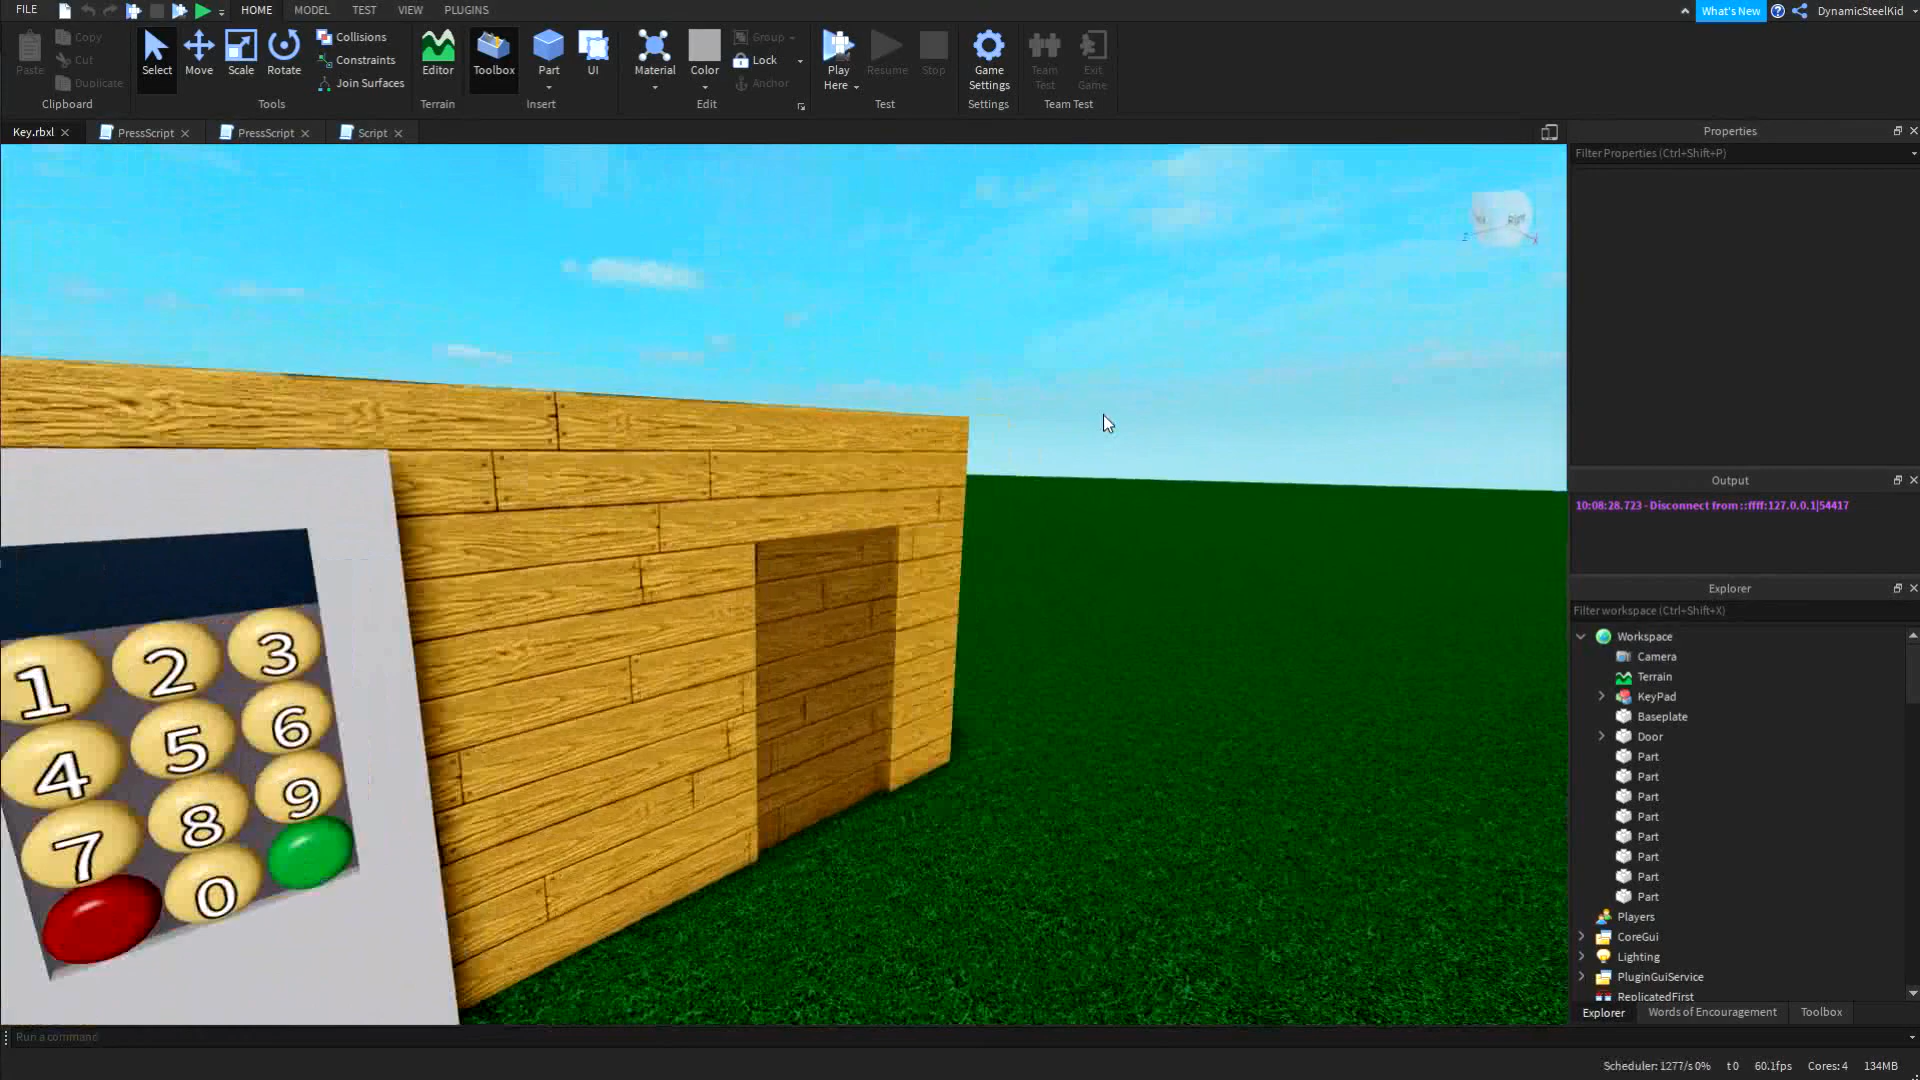 FILE HOME MODEL TEST VIEW PLUGINS What's New DynamicSteelKid
Paste Copy Cut Duplicate
Clipboard
Select Move Scale Rotate Collisions Constraints Join Surfaces
Tools
Editor
Terrain
Toolbox Part UI
Insert
Material Color Group Lock Anchor
Edit
Play Here Resume Stop
Test
Game Settings
Settings
Team Test Exit Game
Team Test
Key.rbxl PressScript PressScript Script
Properties
Filter Properties (Ctrl+Shift+P)
Right
Z X
Output
10:08:28.723 - Disconnect from ::ffff:127.0.0.1|54417
Explorer
Filter workspace (Ctrl+Shift+X)
Workspace
Camera
Terrain
KeyPad
Baseplate
Door
Part
Part
Part
Part
Part
Part
Part
Part
Players
CoreGui
Lighting
PluginGuiService
ReplicatedFirst
Explorer Words of Encouragement Toolbox
1 2 3
4 5 6
7 8 9
0
Run a command
Scheduler: 1277/s 0% t 0 60.1fps Cores: 4 134MB